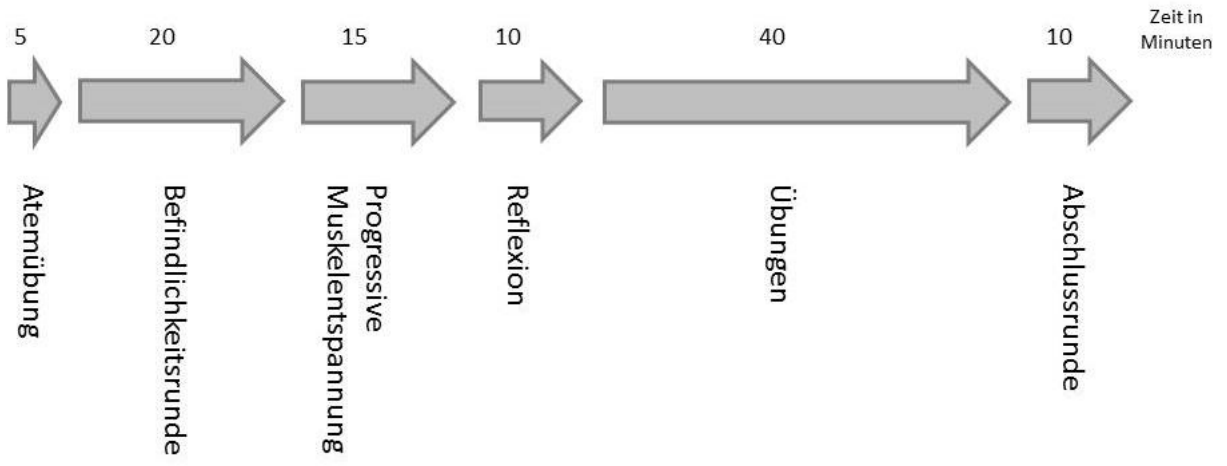 5
20
15
10
40
10
Zeit in
Minuten
Atemübung
Befindlichkeitsrunde
Progressive
Muskelentspannung
Reflexion
Übungen
Abschlussrunde